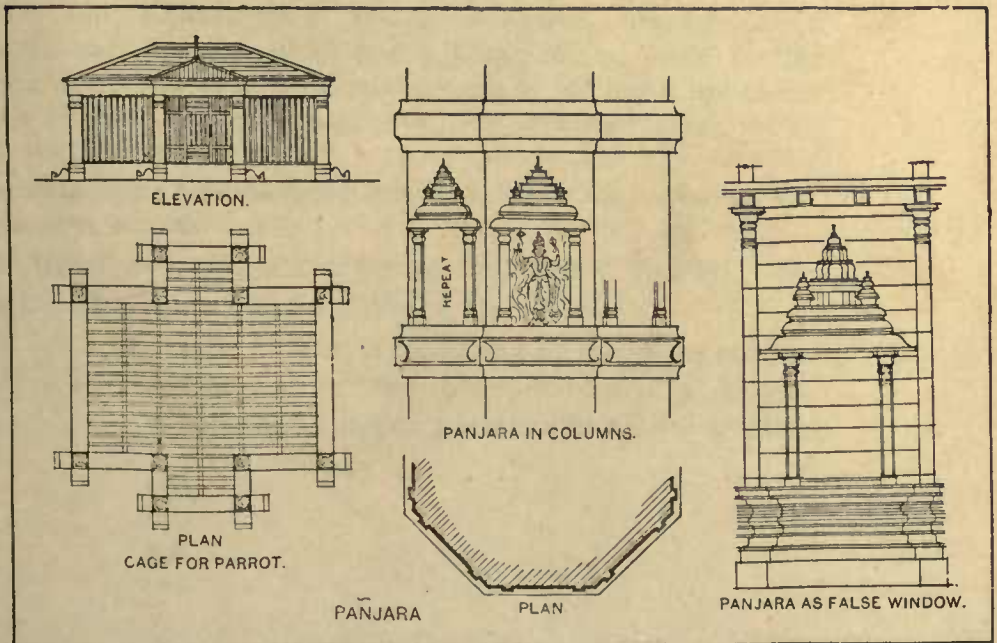 ELEVATION.
PLAN
CAGE FOR PARROT.
REPEAT
PANJARA IN COLUMNS.
PLAN
PAÑJARA
PANJARA AS FALSE WINDOW.